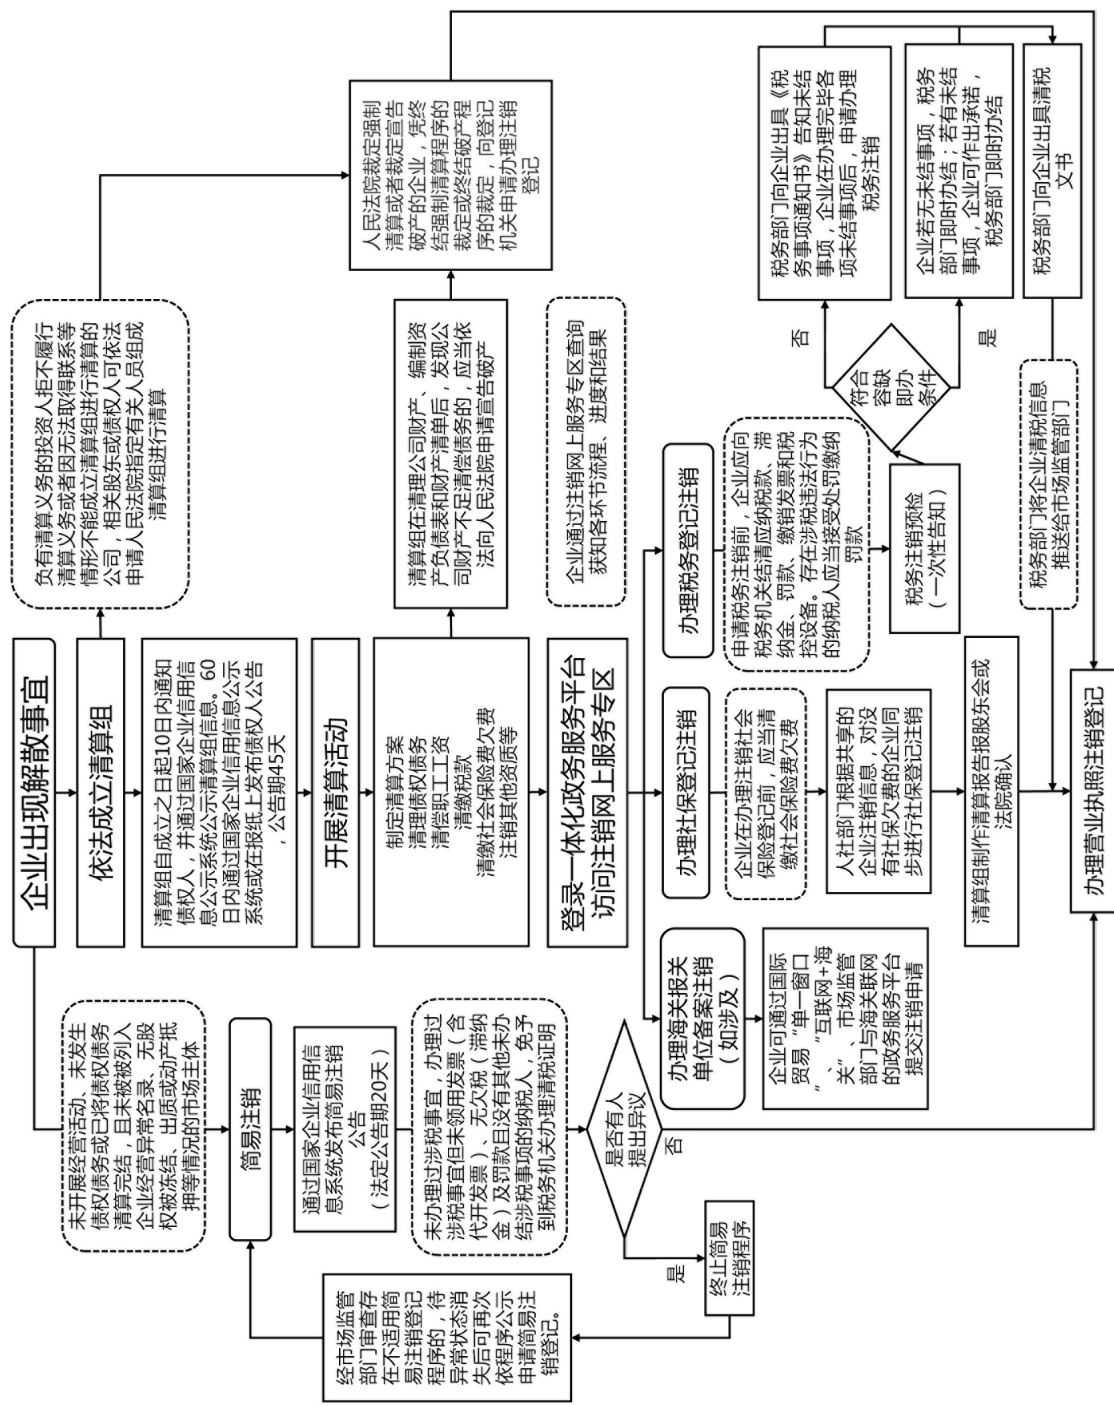 企业出现解散事宜
未开展经营活动、未发生
债权债务或已将债权债务
清算完结，且未被被列入
企业经营异常名录、无股
权被冻结、出质或动产抵
押等情况的市场主体
简易注销
通过国家企业信用信
息系统发布简易注销
公告
（法定公告期20天）
未办理过涉税事宜，办理过
涉税事宜但未领用发票（含
代开发票）、无欠税（滞纳
金）及罚款且没有其他未办
结涉税事项的纳税人，免予
到税务机关办理清税证明
是否有人
提出异议
是
否
终止简易
注销程序
经市场监管
部门审查存
在不适用简
易注销登记
程序的，待
异常状态消
失后可再次
依程序公示
申请简易注
销登记。
依法成立清算组
清算组自成立之日起10日内通知
债权人，并通过国家企业信用信
息公示系统公示清算组信息。60
日内通过国家企业信用信息公示
系统或在报纸上发布债权人公告
，公告期45天
开展清算活动
制定清算方案
清理债权债务
清偿职工工资
清缴税款
清缴社会保险费欠费
注销其他资质等
负有清算义务的投资人拒不履行
清算义务或者因无法取得联系等
情形不能成立清算组进行清算的
公司，相关股东或债权人可依法
申请人民法院指定有关人员组成
清算组进行清算
清算组在清理公司财产、编制资
产负债表和财产清单后，发现公
司财产不足清偿债务的，应当依
法向人民法院申请宣告破产
人民法院裁定强制
清算或者裁定宣告
破产的企业，凭终
结强制清算程序的
裁定或终结破产程
序的裁定，向登记
机关申请办理注销
登记
登录一体化政务服务平台
访问注销网上服务专区
企业通过注销网上服务专区查询
获知各环节流程、进度和结果
办理海关报关
单位备案注销
（如涉及）
企业可通过国际
贸易“单一窗口
”、“互联网+海
关”、市场监管
部门与海关联网
的政务服务平台
提交注销申请
办理社保登记注销
企业在办理注销社会
保险登记前，应当清
缴社会保险费欠费
人社部门根据共享的
企业注销信息，对没
有社保欠费的企业同
步进行社保登记注销
清算组制作清算报告报股东会或
法院确认
办理税务登记注销
申请税务注销前，企业应向
税务机关结清应纳税款、滞
纳金、罚款、缴销发票和税
控设备。存在涉税违法行为
的纳税人应当接受处罚缴纳
罚款
税务注销预检
（一次性告知）
符合
容缺
即办
条件
否
是
税务部门向企业出具《税
务事项通知书》告知未结
事项，企业在办理完毕各
项未结事项后，申请办理
税务注销
企业若无未结事项，税务
部门即时办结；若有未结
事项，企业可作出承诺，
税务部门即时办结
税务部门向企业出具清税
文书
税务部门将企业清税信息
推送给市场监管部门
办理营业执照注销登记